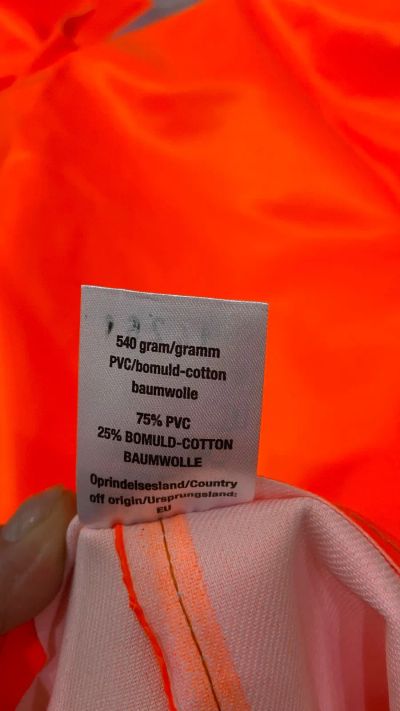 540 gram/gramm
PVC/bomuld-cotton
baumwolle
75% PVC
25% BOMULD-COTTON
BAUMWOLLE
Oprindelsesland/Country
off origin/Ursprungsland:
EU